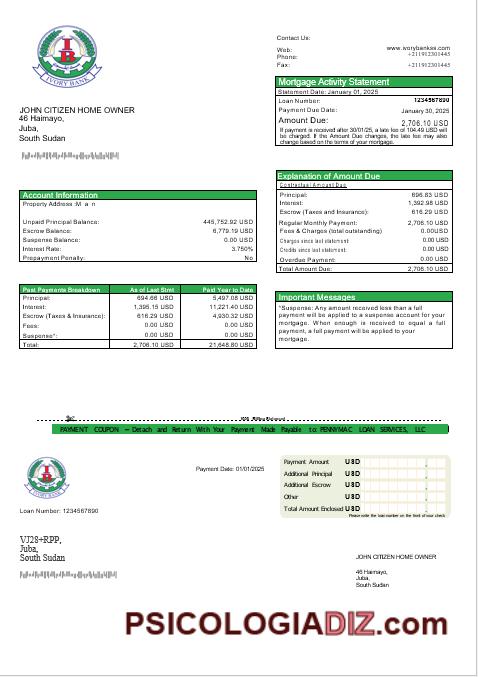 IB
IVORY BANK
Contact Us:
Web: www.ivorybankss.com
Phone: +211912301445
Fax: +211912301445
Mortgage Activity Statement
Statement Date: January 01, 2025
Loan Number: 1234567890
Payment Due Date: January 30, 2025
Amount Due: 2,706.10 USD
If payment is received after 30/01/25, a late fee of 104.49 USD will
be charged. If the Amount Due changes, the late fee may also
change based on the terms of your mortgage.
JOHN CITIZEN HOME OWNER
46 Haimayo,
Juba,
South Sudan
Explanation of Amount Due
Contractual Amount Due
Principal: 696.83 USD
Interest: 1,392.98 USD
Escrow (Taxes and Insurance): 616.29 USD
Regular Monthly Payment: 2,706.10 USD
Fees & Charges (total outstanding) 0.00USD
Charges since last statement: 0.00 USD
Credits since last statement: 0.00 USD
Overdue Payment: 0.00 USD
Total Amount Due: 2,706.10 USD
Account Information
Property Address :M a n
Unpaid Principal Balance: 445,752.92 USD
Escrow Balance: 6,779.19 USD
Suspense Balance: 0.00 USD
Interest Rate: 3.750%
Prepayment Penalty: No
Past Payments Breakdown As of Last Stmt Paid Year to Date
Principal: 694.66 USD 5,497.08 USD
Interest: 1,395.15 USD 11,221.40 USD
Escrow (Taxes & Insurance): 616.29 USD 4,930.32 USD
Fees: 0.00 USD 0.00 USD
Suspense*: 0.00 USD 0.00 USD
Total: 2,706.10 USD 21,648.80 USD
Important Messages
*Suspense: Any amount received less than a full
payment will be applied to a suspense account for your
mortgage. When enough is received to equal a full
payment, a full payment will be applied to your
mortgage.
PAYMENT COUPON – Detach and Return With Your Payment Made Payable to: PENNYMAC LOAN SERVICES, LLC
IB
IVORY BANK
Payment Date: 01/01/2025
Loan Number: 1234567890
Payment Amount USD
Additional Principal USD
Additional Escrow USD
Other USD
Total Amount Enclosed USD
Please write the loan number on the front of your check
VJ28+RPP,
Juba,
South Sudan
JOHN CITIZEN HOME OWNER
46 Haimayo,
Juba,
South Sudan
PSICOLOGIADIZ.com